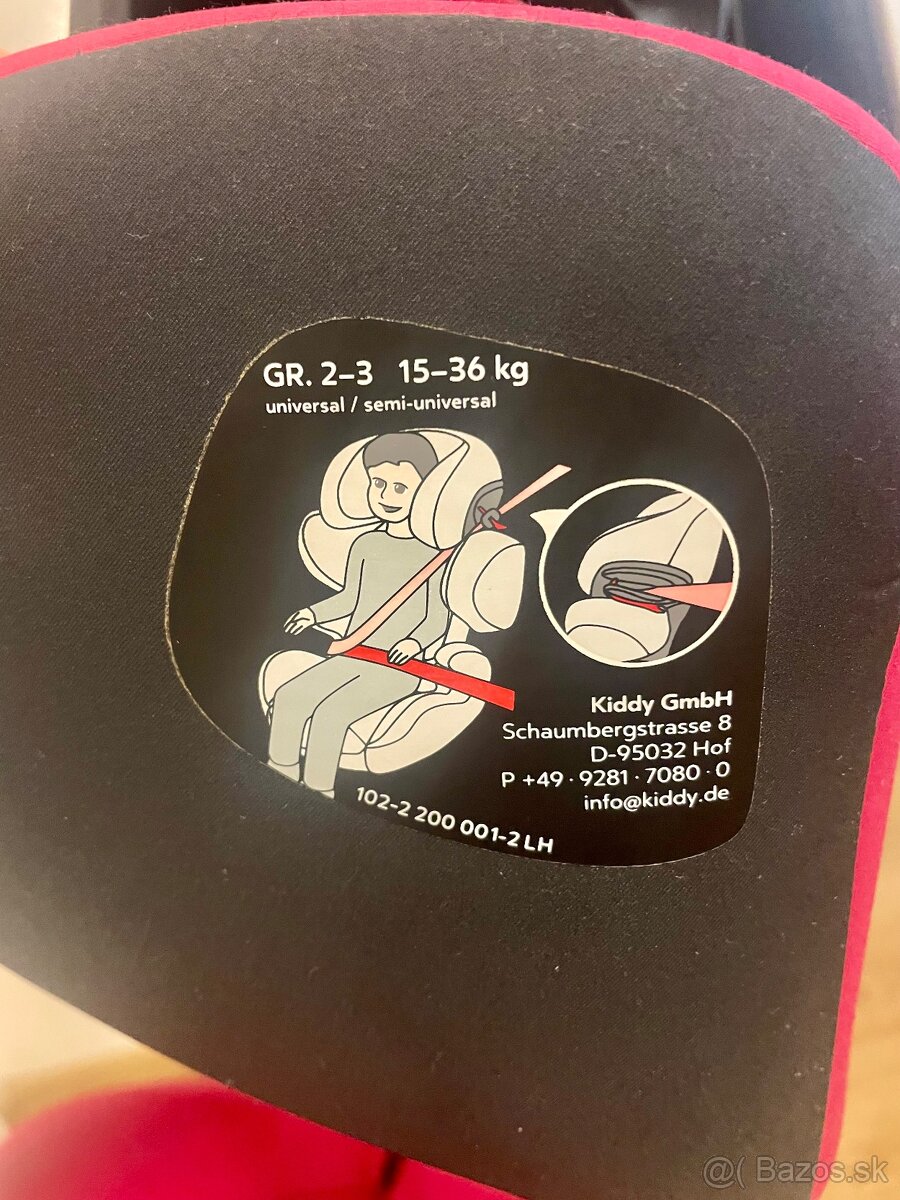 GR. 2–3 15–36 kg
universal / semi-universal
Kiddy GmbH
Schaumbergstrasse 8
D-95032 Hof
P +49 · 9281 · 7080 · 0
info@kiddy.de
102-2 200 001-2 LH
@( Bazos.sk